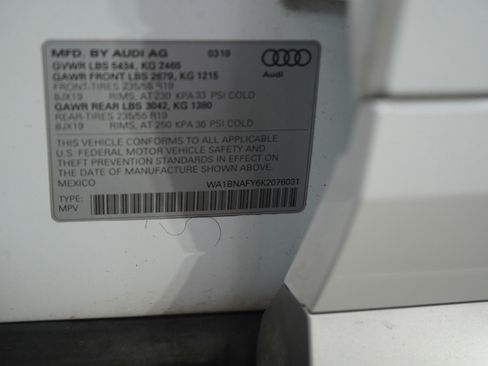 MFD. BY AUDI AG 0319
GVWR LBS 5434, KG 2465
GAWR FRONT LBS 2679, KG 1215
FRONT-TIRES 235/55 R19
8JX19 RIMS, AT 230 KPA 33 PSI COLD
GAWR REAR LBS 3042, KG 1380
REAR-TIRES 235/55 R19
8JX19 RIMS, AT 250 KPA 36 PSI COLD
Audi
THIS VEHICLE CONFORMS TO ALL APPLICABLE
U.S. FEDERAL MOTOR VEHICLE SAFETY AND
THEFT PREVENTION STANDARDS IN EFFECT ON
THE DATE OF MANUFACTURE SHOWN ABOVE.
MEXICO WA1BNAFY6K2076031
TYPE:
MPV